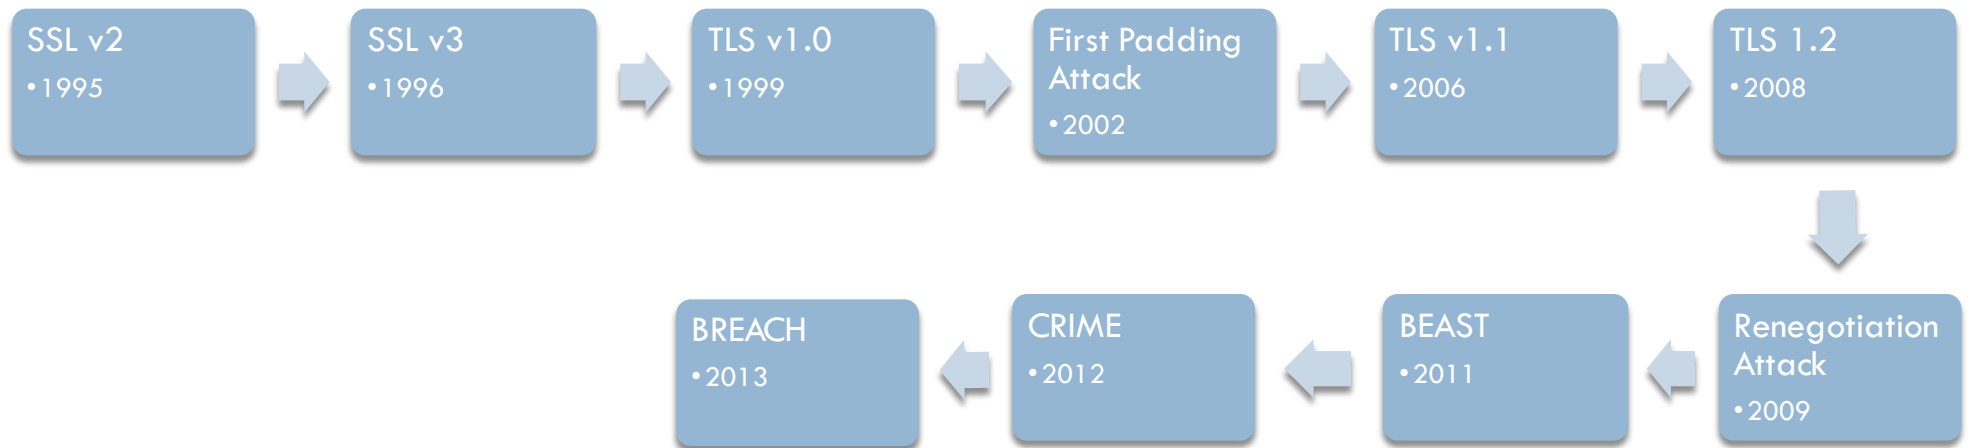 SSL v2
•1995
SSL v3
•1996
TLS v1.0
•1999
First Padding
Attack
•2002
TLS v1.1
•2006
TLS 1.2
•2008
Renegotiation
Attack
•2009
BEAST
•2011
CRIME
•2012
BREACH
•2013